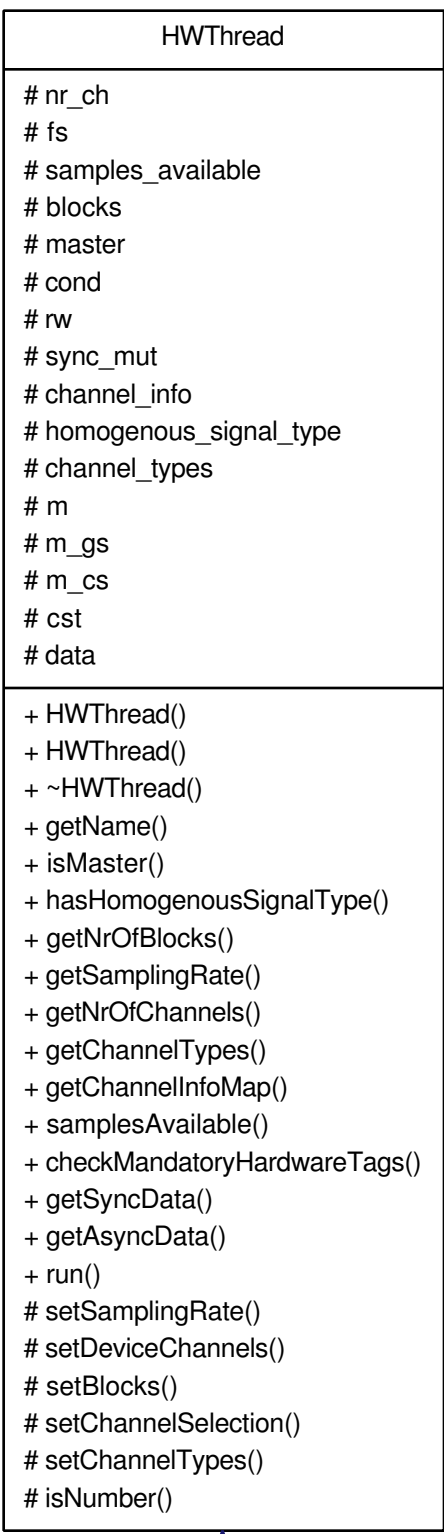 HWThread
# nr_ch
# fs
# samples_available
# blocks
# master
# cond
# rw
# sync_mut
# channel_info
# homogenous_signal_type
# channel_types
# m
# m_gs
# m_cs
# cst
# data
+ HWThread()
+ HWThread()
+ ~HWThread()
+ getName()
+ isMaster()
+ hasHomogenousSignalType()
+ getNrOfBlocks()
+ getSamplingRate()
+ getNrOfChannels()
+ getChannelTypes()
+ getChannelInfoMap()
+ samplesAvailable()
+ checkMandatoryHardwareTags()
+ getSyncData()
+ getAsyncData()
+ run()
# setSamplingRate()
# setDeviceChannels()
# setBlocks()
# setChannelSelection()
# setChannelTypes()
# isNumber()